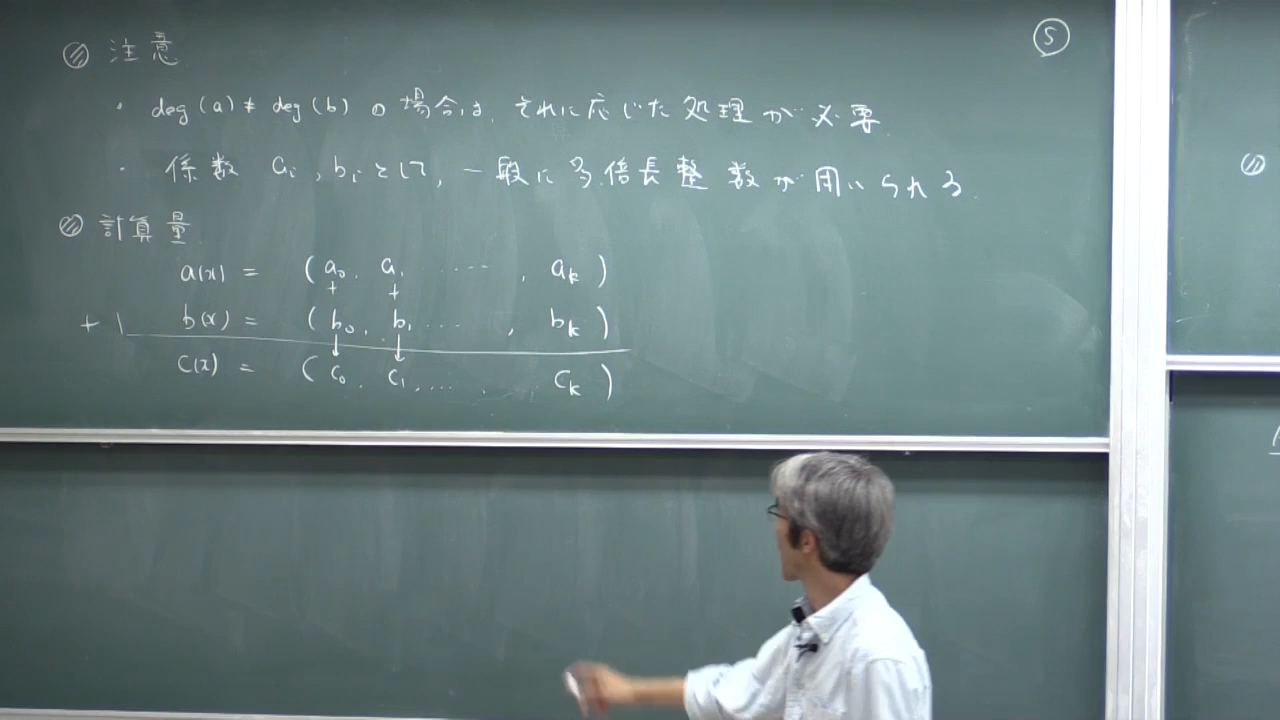 ⑤
注意
・ deg(a) ≠ deg(b) の場合は、それに応じた処理が必要
・ 係数 ai, bi として, 一般に多倍長整数が用いられる.
計算量
a(x) = (a0, a1 ‥‥, ak)
+ +
+) b(x) = (b0, b1 ‥‥, bk)
↓ ↓
c(x) = (c0, c1, ‥‥, ck)